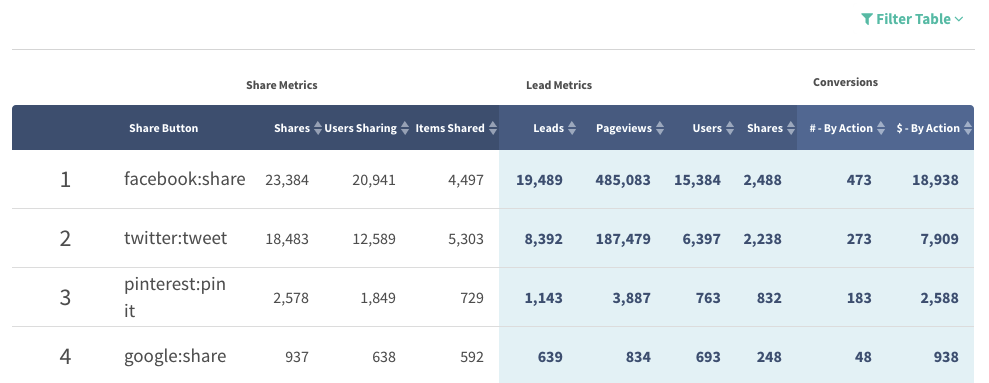 Filter Table
Share Metrics Lead Metrics Conversions
Share Button Shares Users Sharing Items Shared Leads Pageviews Users Shares # - By Action $ - By Action
1 facebook:share 23,384 20,941 4,497 19,489 485,083 15,384 2,488 473 18,938
2 twitter:tweet 18,483 12,589 5,303 8,392 187,479 6,397 2,238 273 7,909
3 pinterest:pin it 2,578 1,849 729 1,143 3,887 763 832 183 2,588
4 google:share 937 638 592 639 834 693 248 48 938